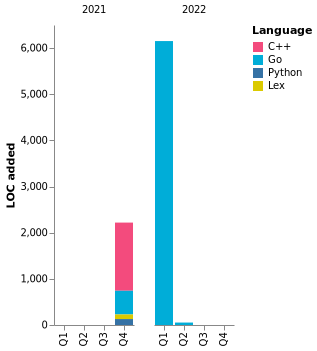 2021 2022
Language
C++
Go
Python
Lex
LOC added
6,000
5,000
4,000
3,000
2,000
1,000
0
Q1 Q2 Q3 Q4 Q1 Q2 Q3 Q4